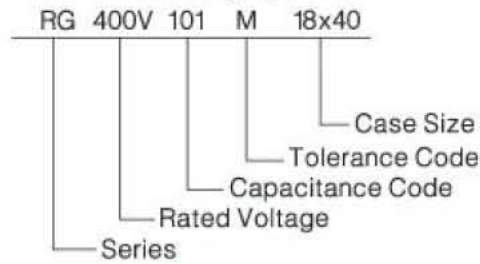 RG 400V 101 M 18x40
Case Size
Tolerance Code
Capacitance Code
Rated Voltage
Series